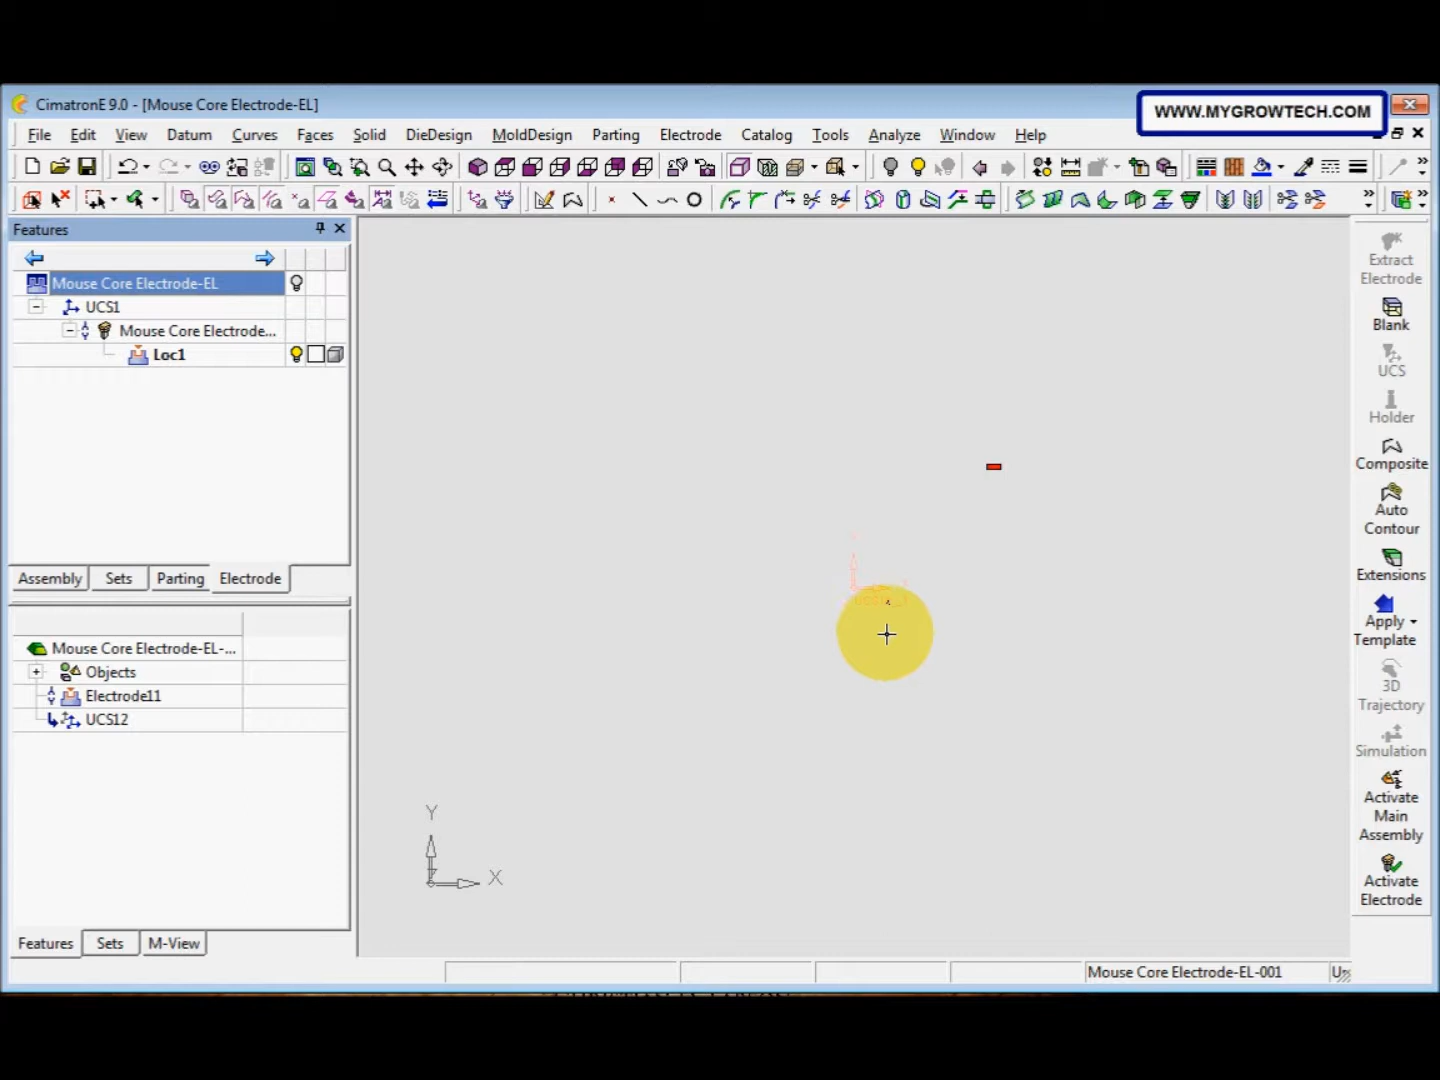 CimatronE 9.0 - [Mouse Core Electrode-EL]
WWW.MYGROWTECH.COM
File Edit View Datum Curves Faces Solid DieDesign MoldDesign Parting Electrode Catalog Tools Analyze Window Help
Features
Mouse Core Electrode-EL
UCS1
Mouse Core Electrode...
Loc1
Assembly Sets Parting Electrode
Mouse Core Electrode-EL-...
Objects
Electrode11
UCS12
Features Sets M-View
Y
X
Extract
Electrode
Blank
UCS
Holder
Composite
Auto
Contour
Extensions
Apply
Template
3D
Trajectory
Simulation
Activate
Main
Assembly
Activate
Electrode
Mouse Core Electrode-EL-001